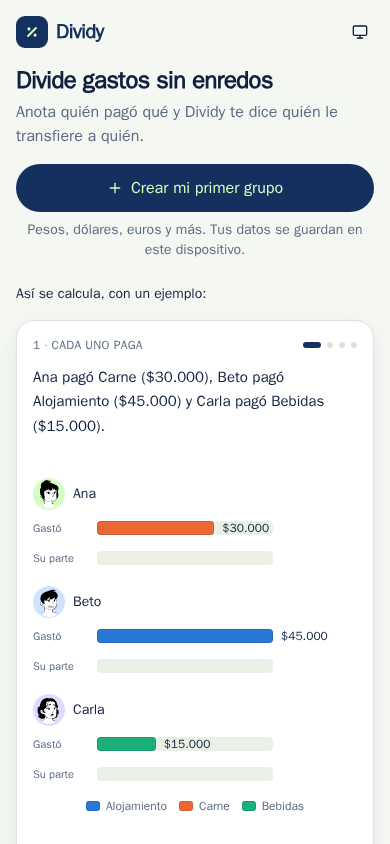 Dividy
Divide gastos sin enredos
Anota quién pagó qué y Dividy te dice quién le
transfiere a quién.
+ Crear mi primer grupo
Pesos, dólares, euros y más. Tus datos se guardan en
este dispositivo.
Así se calcula, con un ejemplo:
1 · CADA UNO PAGA
Ana pagó Carne ($30.000), Beto pagó
Alojamiento ($45.000) y Carla pagó Bebidas
($15.000).
Ana
Gastó $30.000
Su parte
Beto
Gastó $45.000
Su parte
Carla
Gastó $15.000
Su parte
Alojamiento Carne Bebidas